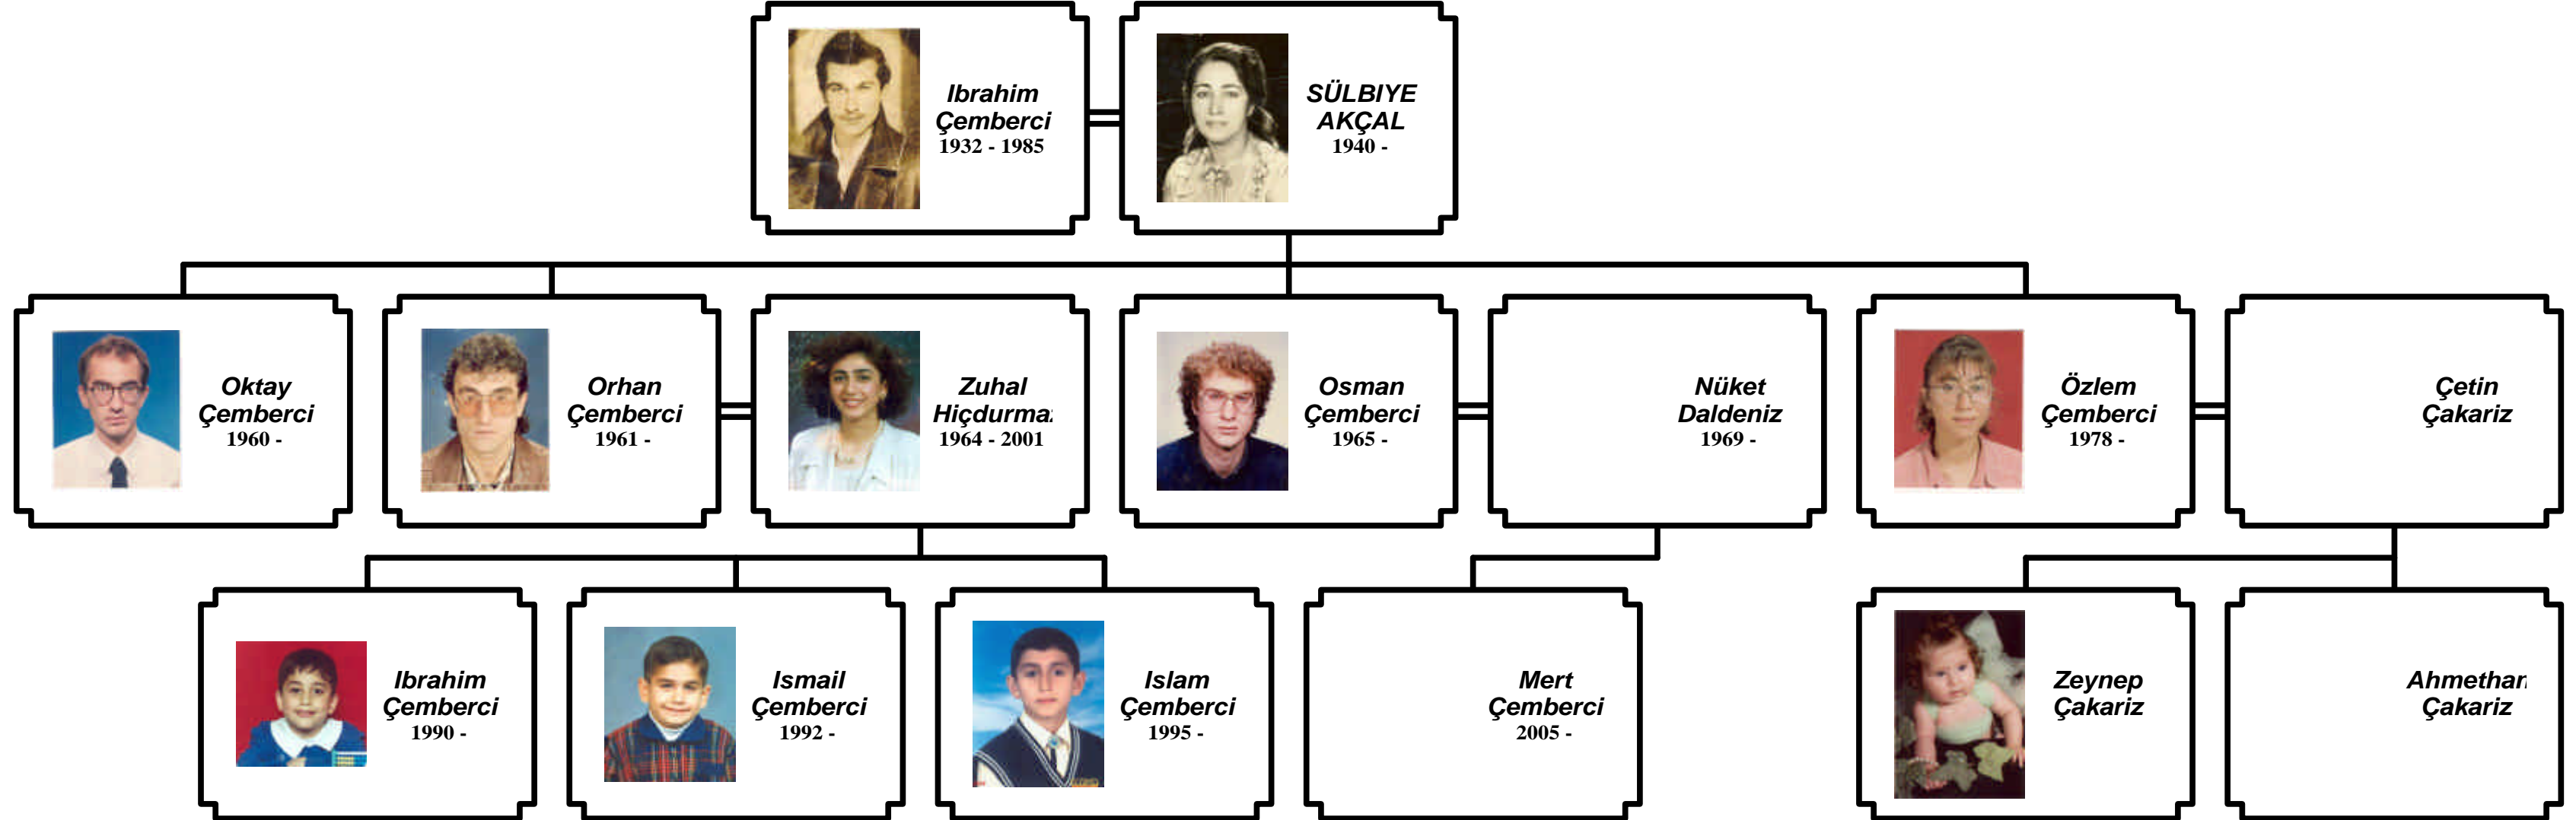 Ibrahim
Çemberci
1932 - 1985
SÜLBIYE
AKÇAL
1940 -
Oktay
Çemberci
1960 -
Orhan
Çemberci
1961 -
Zuhal
Hiçdurma
1964 - 2001
Osman
Çemberci
1965 -
Nüket
Daldeniz
1969 -
Özlem
Çemberci
1978 -
Çetin
Çakariz
Ibrahim
Çemberci
1990 -
Ismail
Çemberci
1992 -
Islam
Çemberci
1995 -
Mert
Çemberci
2005 -
Zeynep
Çakariz
Ahmethan
Çakariz